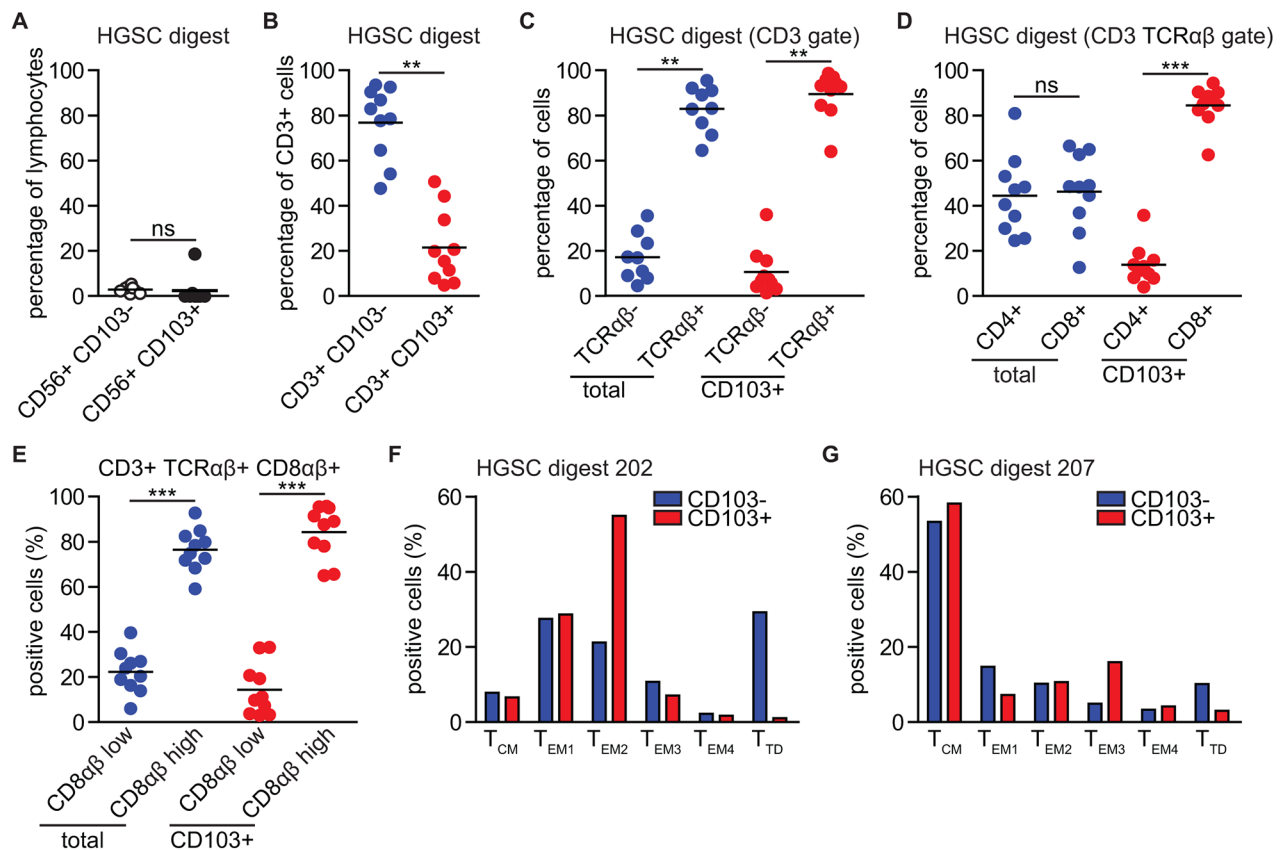 A
HGSC digest
percentage of lymphocytes
100
80
60
40
20
0
ns
CD56+ CD103-
CD56+ CD103+
B
HGSC digest
percentage of CD3+ cells
100
80
60
40
20
0
**
CD3+ CD103-
CD3+ CD103+
C
HGSC digest (CD3 gate)
percentage of cells
100
80
60
40
20
0
**
**
TCRαβ-
TCRαβ+
TCRαβ-
TCRαβ+
total
CD103+
D
HGSC digest (CD3 TCRαβ gate)
percentage of cells
100
80
60
40
20
0
ns
***
CD4+
CD8+
CD4+
CD8+
total
CD103+
E
CD3+ TCRαβ+ CD8αβ+
positive cells (%)
100
80
60
40
20
0
***
***
CD8αβ low
CD8αβ high
CD8αβ low
CD8αβ high
total
CD103+
F
HGSC digest 202
positive cells (%)
60
40
20
0
CD103-
CD103+
TCM
TEM1
TEM2
TEM3
TEM4
TTD
G
HGSC digest 207
positive cells (%)
60
40
20
0
CD103-
CD103+
TCM
TEM1
TEM2
TEM3
TEM4
TTD